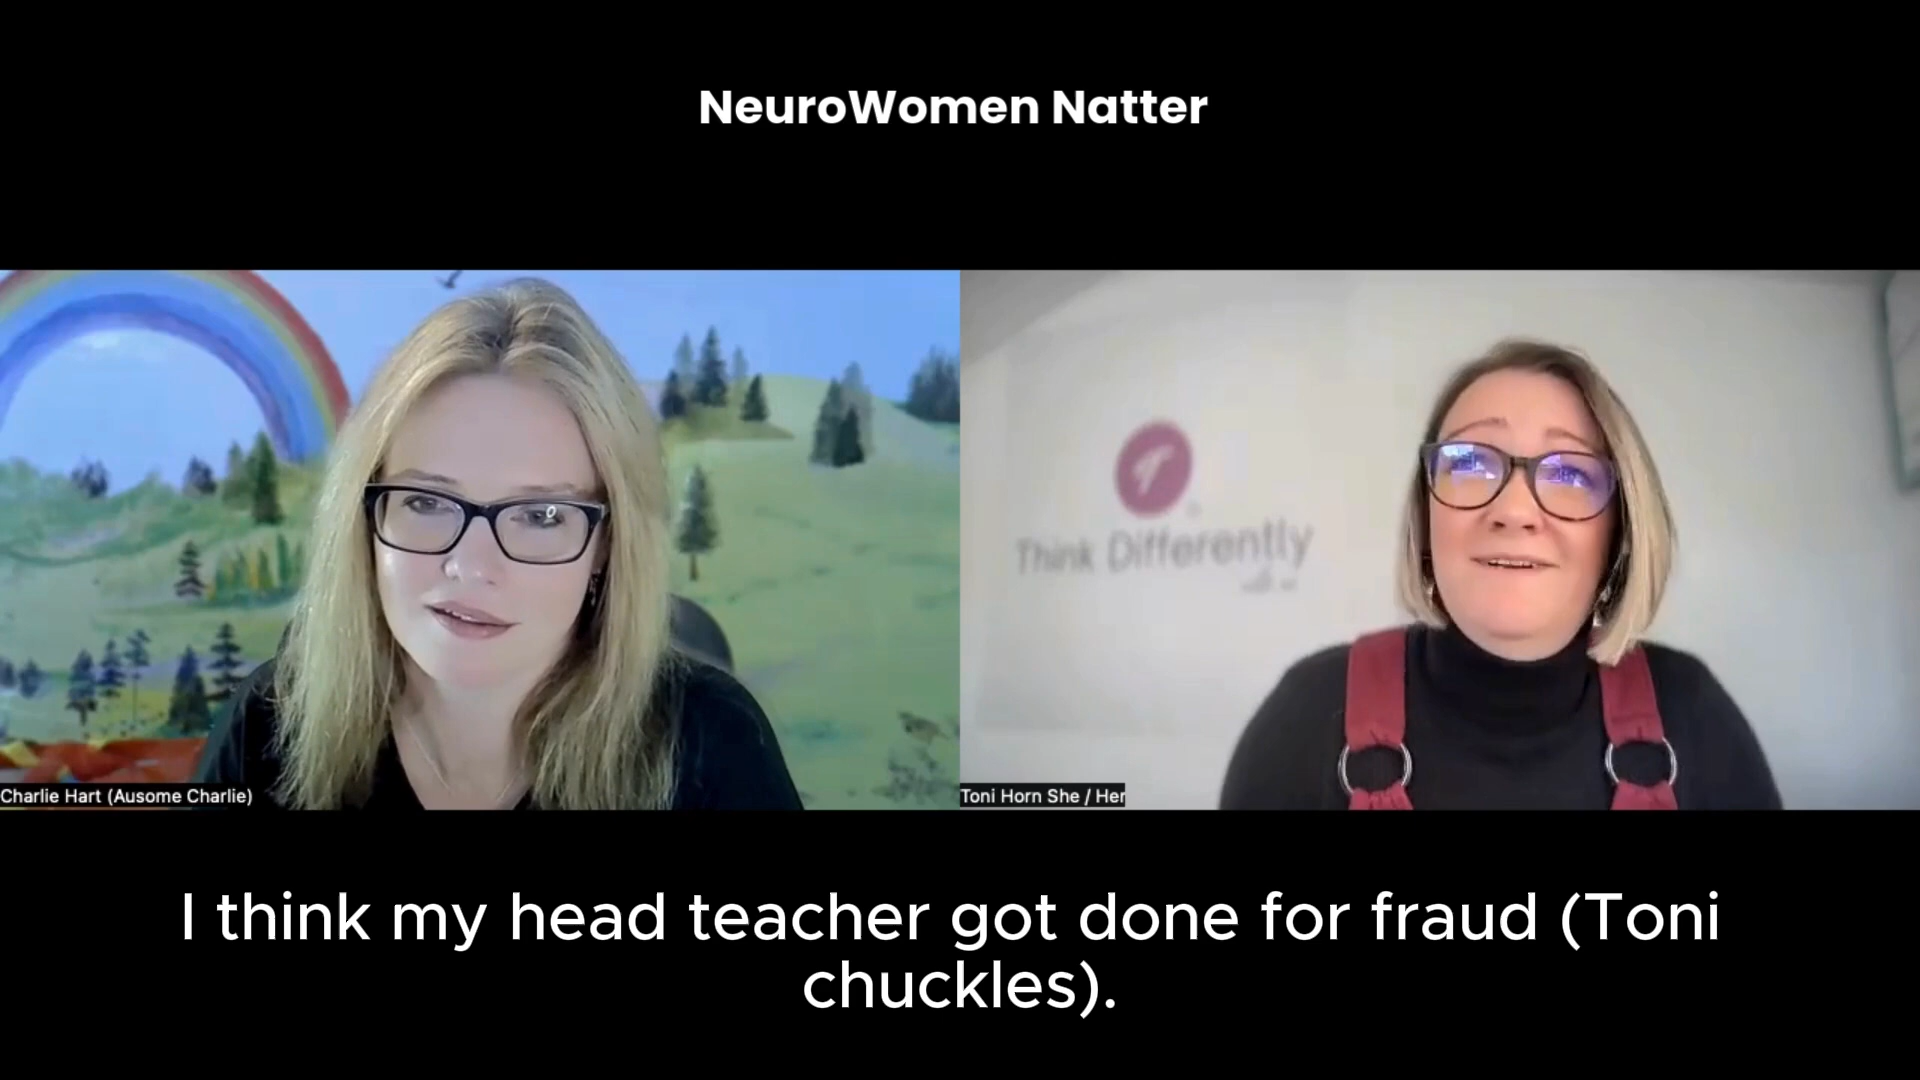 NeuroWomen Natter
Think Differently
Charlie Hart (Ausome Charlie)
Toni Horn She / Her
I think my head teacher got done for fraud (Toni
chuckles).